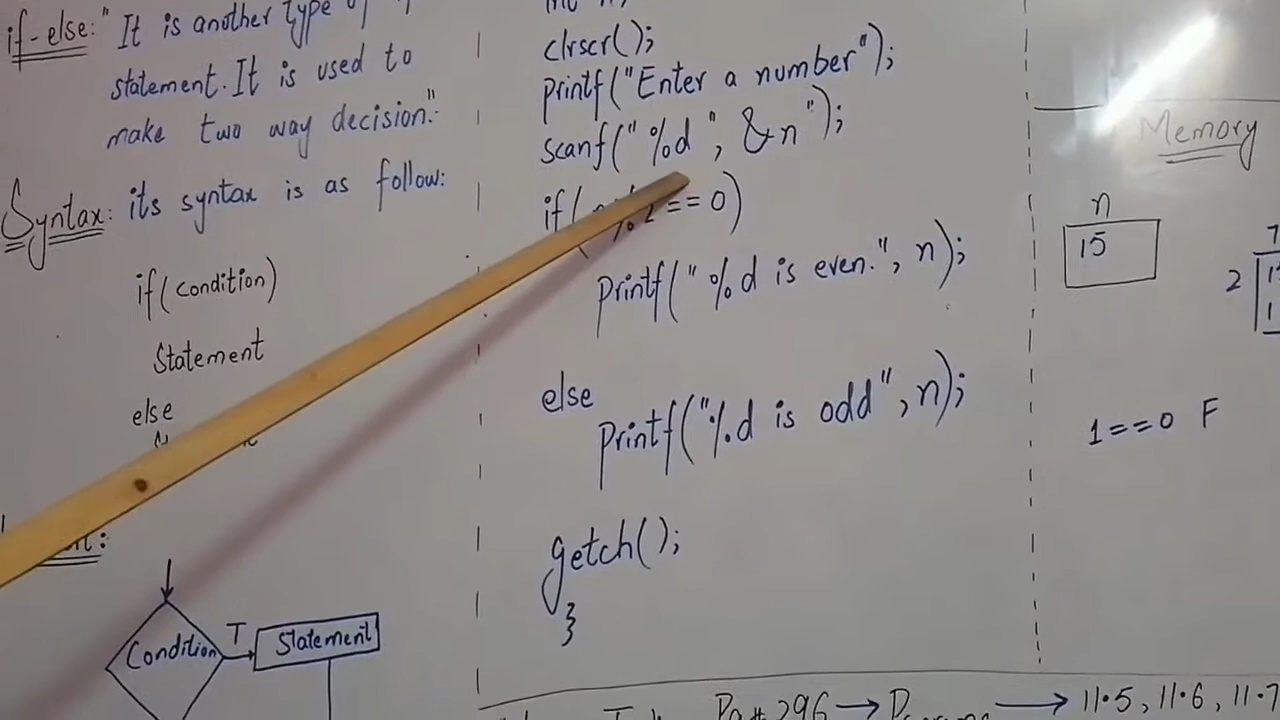 if-else: "It is another type
statement. It is used to
make two way decision."
Syntax: its syntax is as follow:
if(condition)
Statement
else
Condition
T
Statement
clrscr();
printf("Enter a number");
scanf("%d", &n");
if(n%2==0)
printf("%d is even.", n);
else
printf("%d is odd", n);
getch();
}
Memory
n
15
2
1==0 F
Pg# 296 → → 11.5, 11.6, 11.7